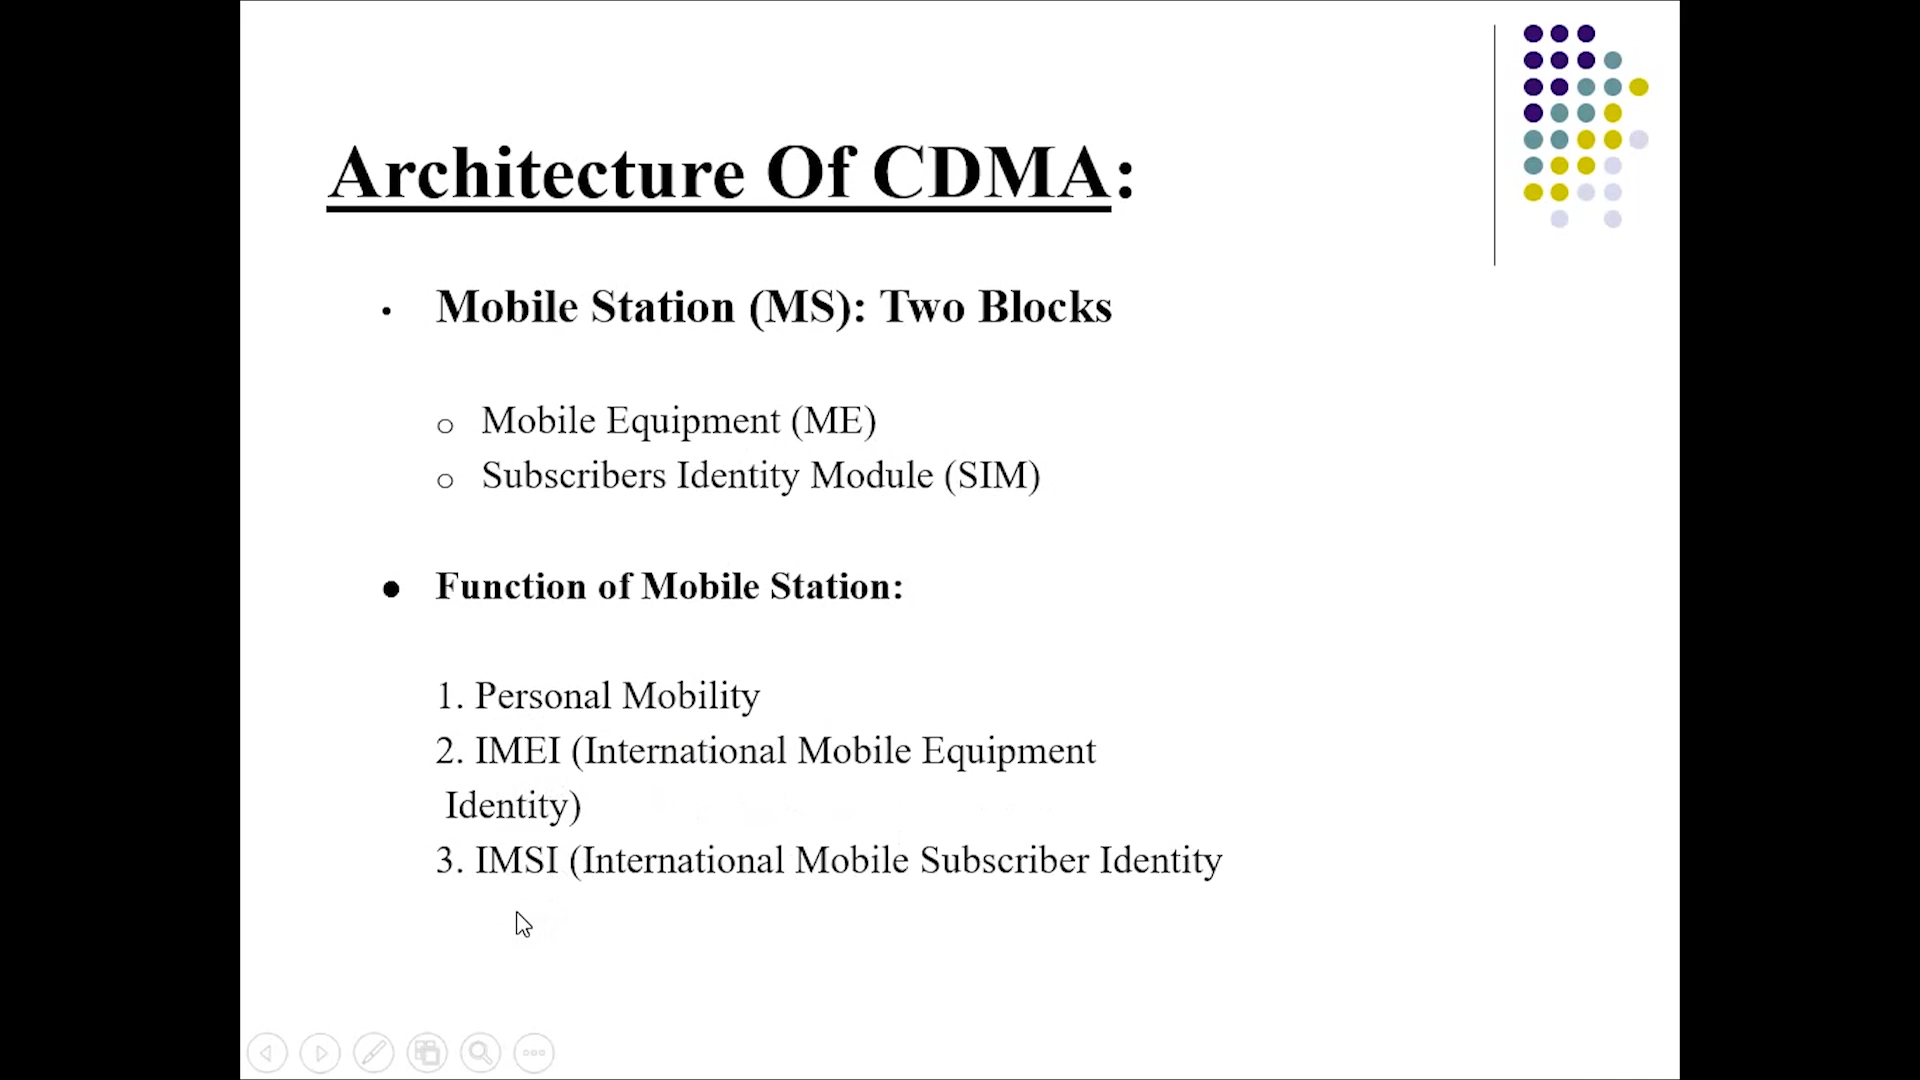 Architecture Of CDMA:
• Mobile Station (MS): Two Blocks
o Mobile Equipment (ME)
o Subscribers Identity Module (SIM)
● Function of Mobile Station:
1. Personal Mobility
2. IMEI (International Mobile Equipment
Identity)
3. IMSI (International Mobile Subscriber Identity